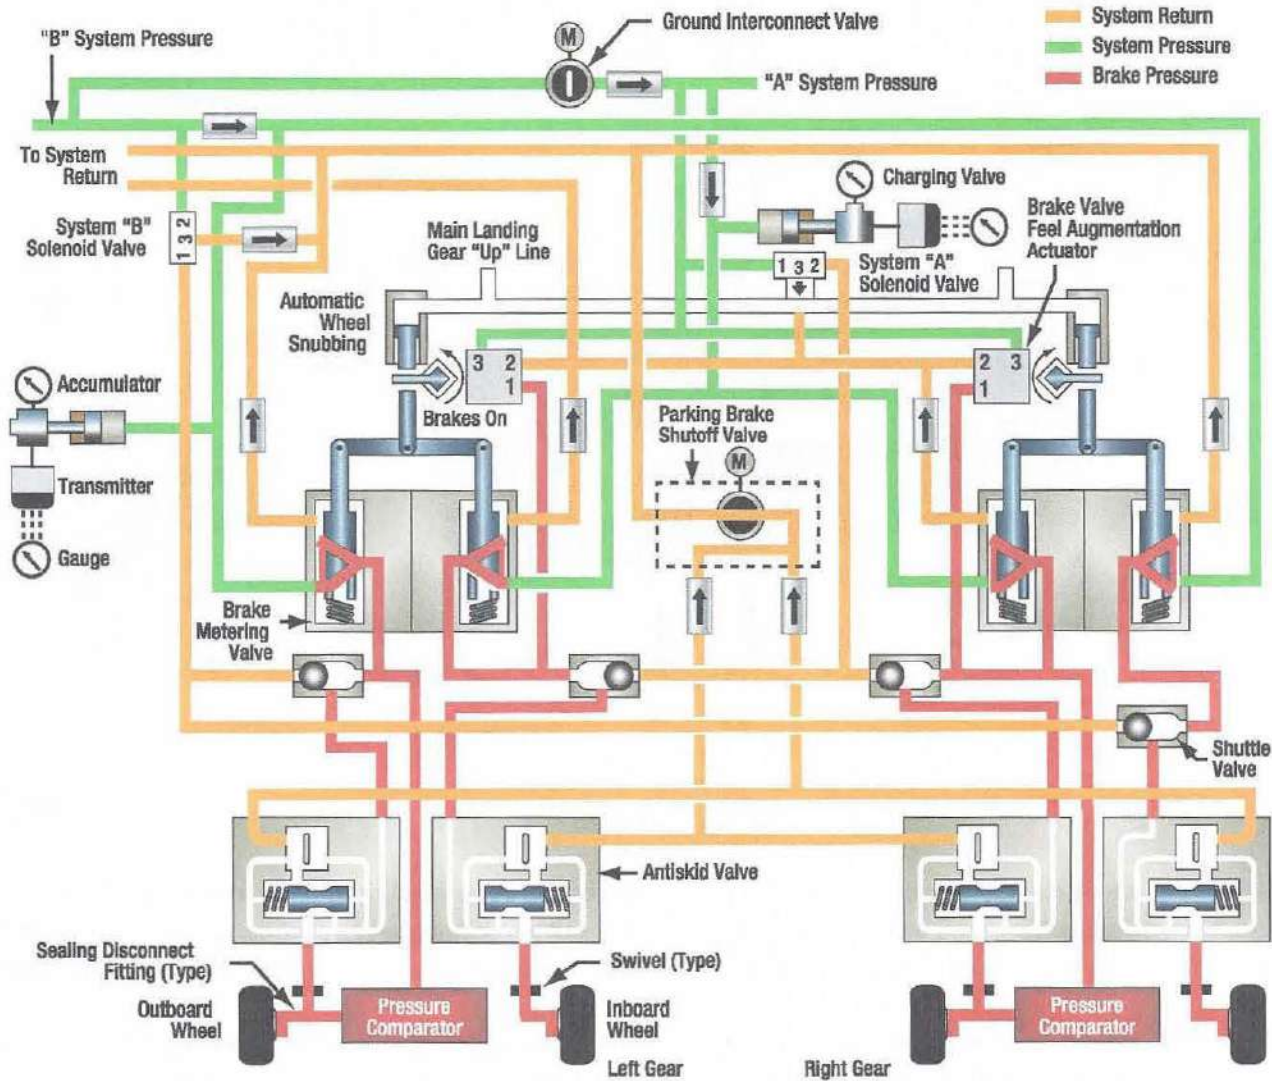 Ground Interconnect Valve
M
System Return
System Pressure
Brake Pressure
"B" System Pressure
"A" System Pressure
To System
Return
System "B"
Solenoid Valve
1 3 2
Main Landing
Gear "Up" Line
Charging Valve
Brake Valve
Feel Augmentation
Actuator
1 3 2
System "A"
Solenoid Valve
Automatic
Wheel
Snubbing
3 2
1
2 3
1
Brakes On
Accumulator
Transmitter
Gauge
Parking Brake
Shutoff Valve
M
Brake
Metering
Valve
Shuttle
Valve
Antiskid Valve
Sealing Disconnect
Fitting (Type)
Swivel (Type)
Outboard
Wheel
Pressure
Comparator
Inboard
Wheel
Left Gear
Right Gear
Pressure
Comparator